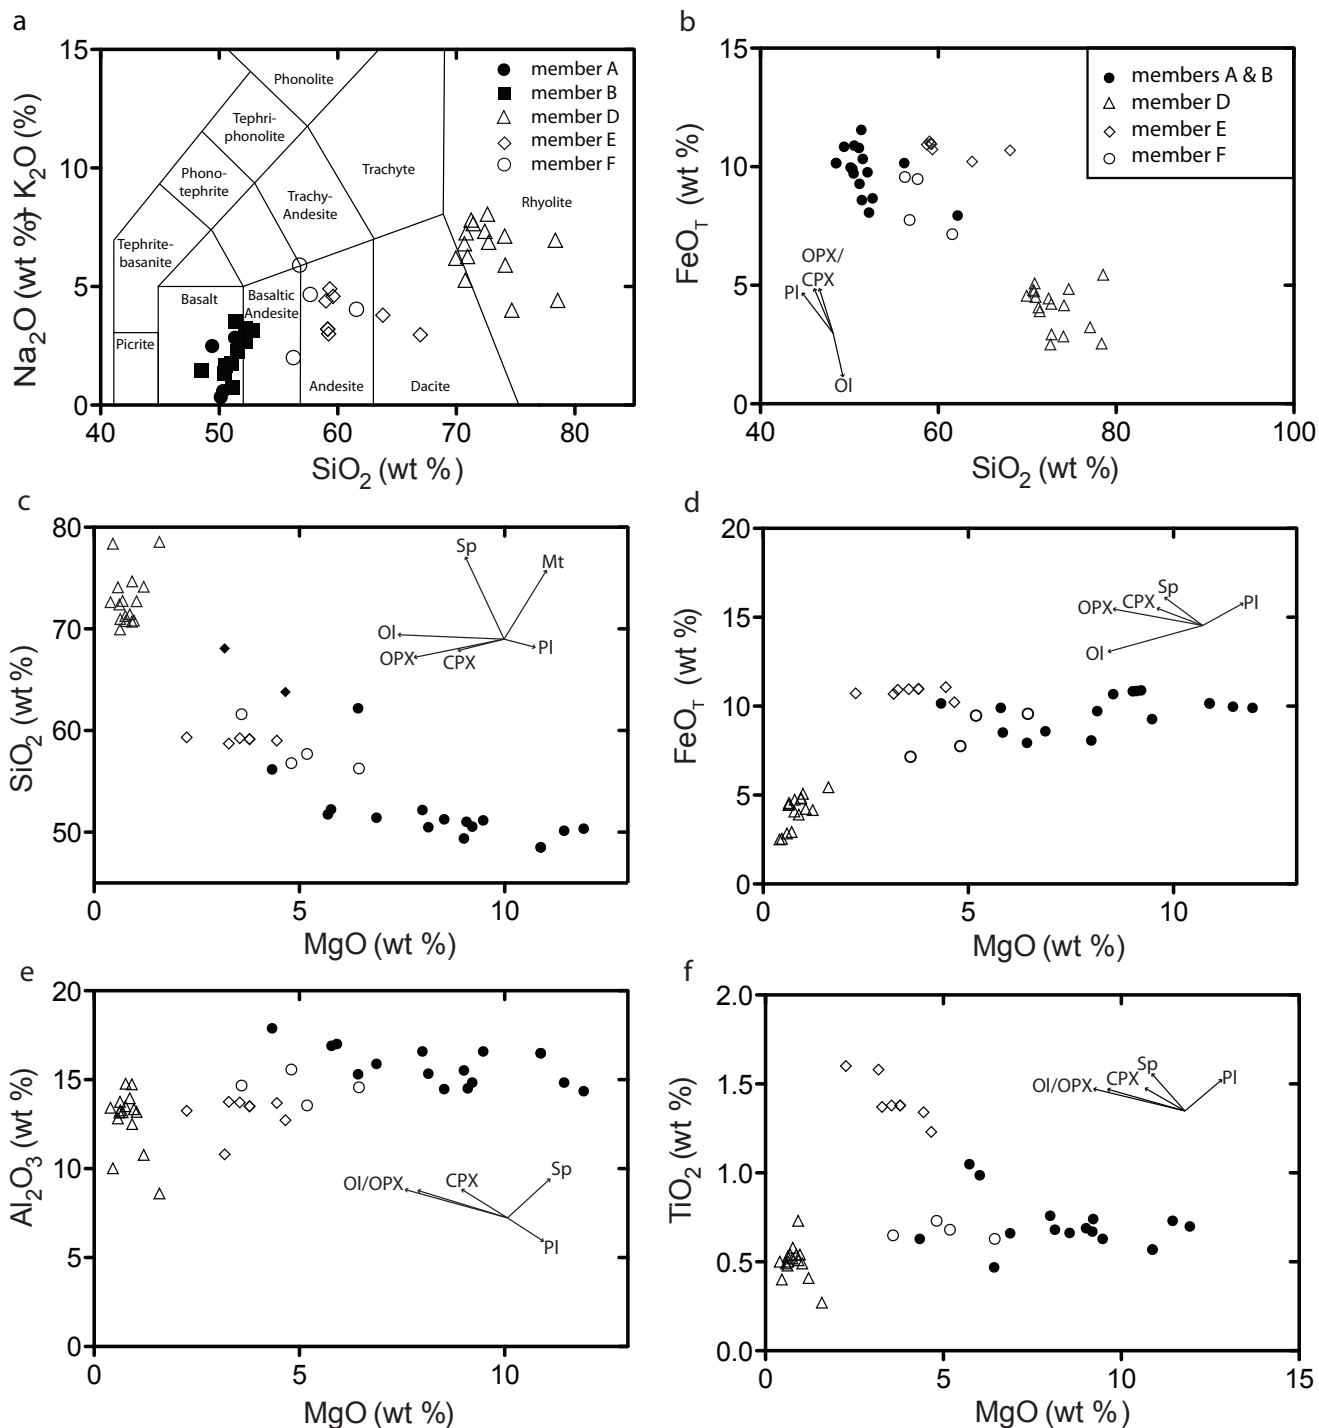 a
15
10
5
0
40
50
60
70
80
Na₂O (wt %)+ K₂O (%)
SiO₂ (wt %)
Phonolite
Tephri-
phonolite
Phono-
tephrite
Tephrite-
basanite
Trachy-
Andesite
Trachyte
Rhyolite
Picrite
Basalt
Basaltic
Andesite
Andesite
Dacite
member A
member B
member D
member E
member F
b
15
10
5
0
40
60
80
100
FeO_T (wt %)
SiO₂ (wt %)
members A & B
member D
member E
member F
OPX/
CPX
Pl
Ol
c
80
70
60
50
0
5
10
SiO₂ (wt %)
MgO (wt %)
Sp
Mt
Ol
OPX
CPX
Pl
d
20
15
10
5
0
0
5
10
FeO_T (wt %)
MgO (wt %)
Sp
CPX
OPX
Pl
Ol
e
20
15
10
5
0
0
5
10
Al₂O₃ (wt %)
MgO (wt %)
Ol/OPX
CPX
Sp
Pl
f
2.0
1.5
1.0
0.5
0.0
0
5
10
15
TiO₂ (wt %)
MgO (wt %)
Sp
CPX
Ol/OPX
Pl